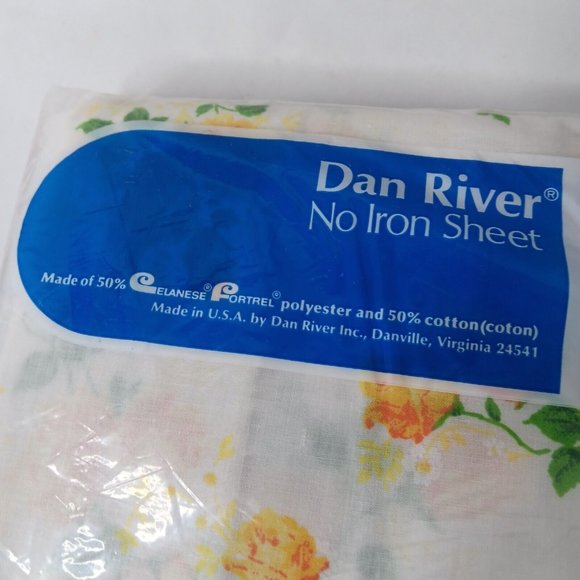 Dan River®
No Iron Sheet
Made of 50% Celanese® Fortrel® polyester and 50% cotton(coton)
Made in U.S.A. by Dan River Inc., Danville, Virginia 24541